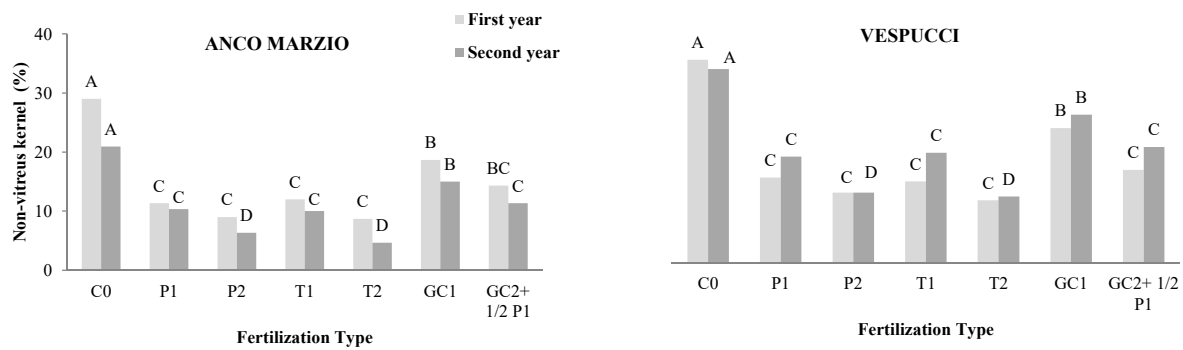 First year
Second year
ANCO MARZIO
Non-vitreus kernel (%)
40
30
20
10
0
A A
C C
C D
C C
C D
B B
BC C
C0 P1 P2 T1 T2 GC1 GC2+
1/2 P1
Fertilization Type
VESPUCCI
A A
C C
C D
C C
C D
B B
C C
C0 P1 P2 T1 T2 GC1 GC2+ 1/2
P1
Fertilization Type